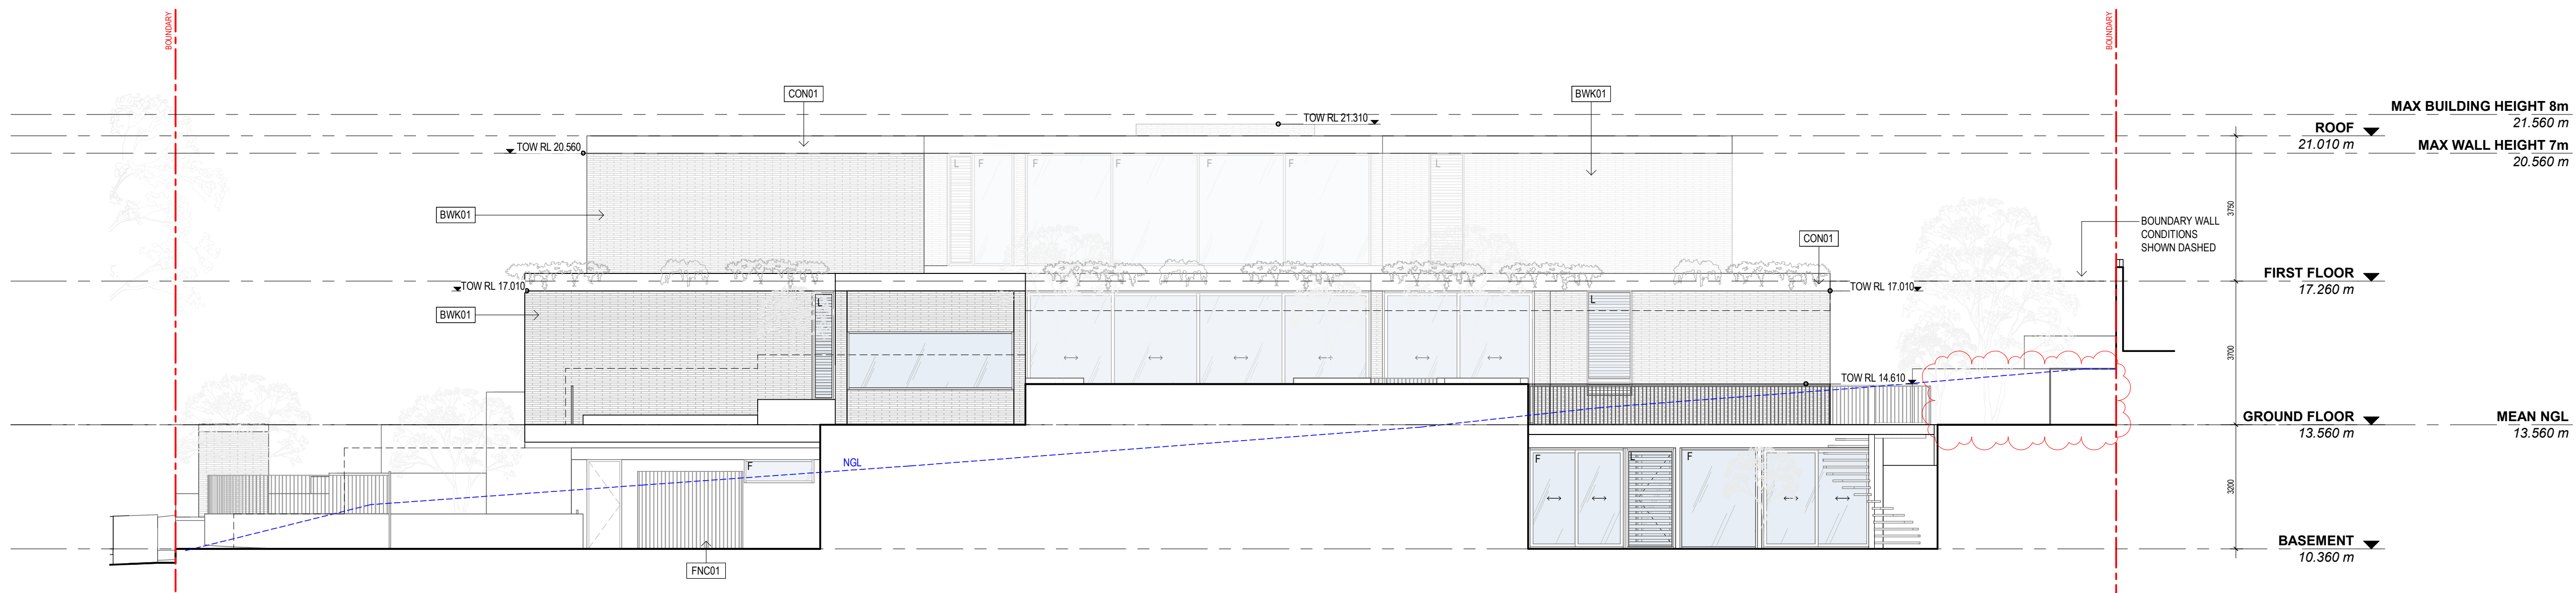 BOUNDARY
BOUNDARY
CON01
BWK01
MAX BUILDING HEIGHT 8m
21.560 m
TOW RL 21.310
ROOF
21.010 m
MAX WALL HEIGHT 7m
20.560 m
TOW RL 20.560
L
F
F
F
F
F
L
BWK01
3750
BOUNDARY WALL
CONDITIONS
SHOWN DASHED
CON01
FIRST FLOOR
17.260 m
TOW RL 17.010
TOW RL 17.010
L
L
BWK01
3700
TOW RL 14.610
GROUND FLOOR
13.560 m
MEAN NGL
13.560 m
NGL
F
F
L
F
3200
BASEMENT
10.360 m
FNC01